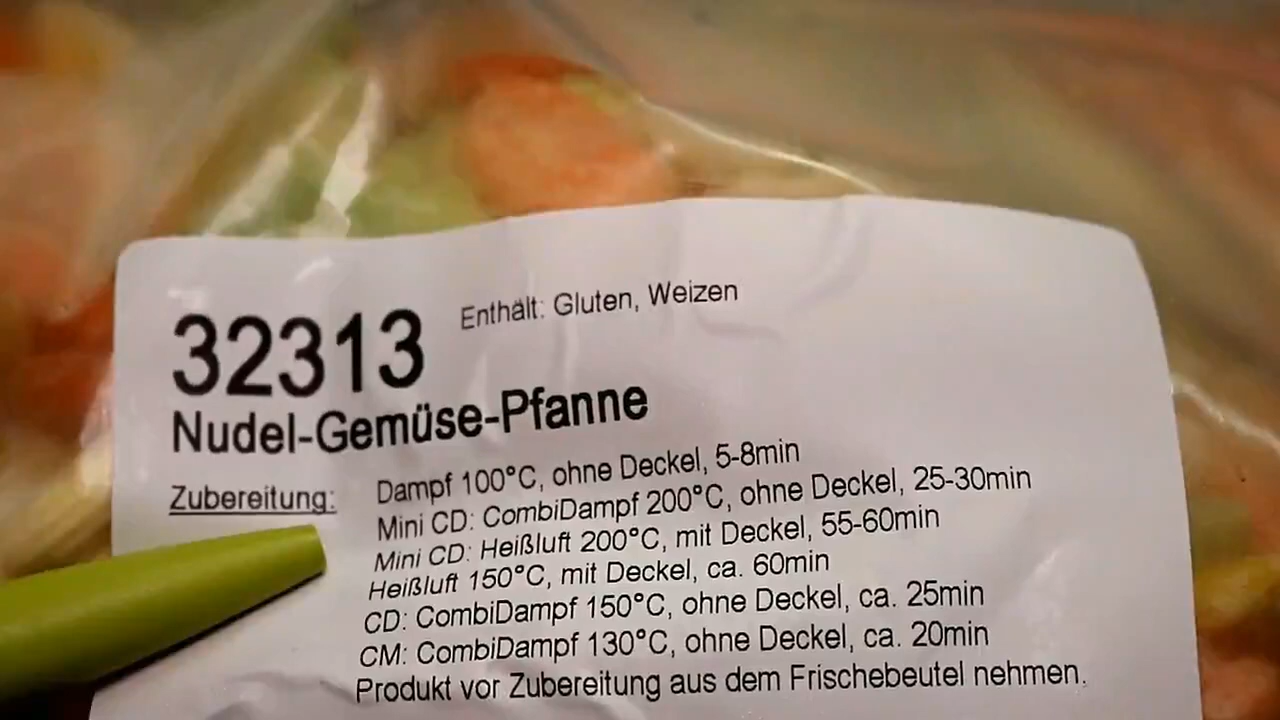 32313 Enthält: Gluten, Weizen
Nudel-Gemüse-Pfanne
Zubereitung: Dampf 100°C, ohne Deckel, 5-8min
Mini CD: CombiDampf 200°C, ohne Deckel, 25-30min
Mini CD: Heißluft 200°C, mit Deckel, 55-60min
Heißluft 150°C, mit Deckel, ca. 60min
CD: CombiDampf 150°C, ohne Deckel, ca. 25min
CM: CombiDampf 130°C, ohne Deckel, ca. 20min
Produkt vor Zubereitung aus dem Frischebeutel nehmen.